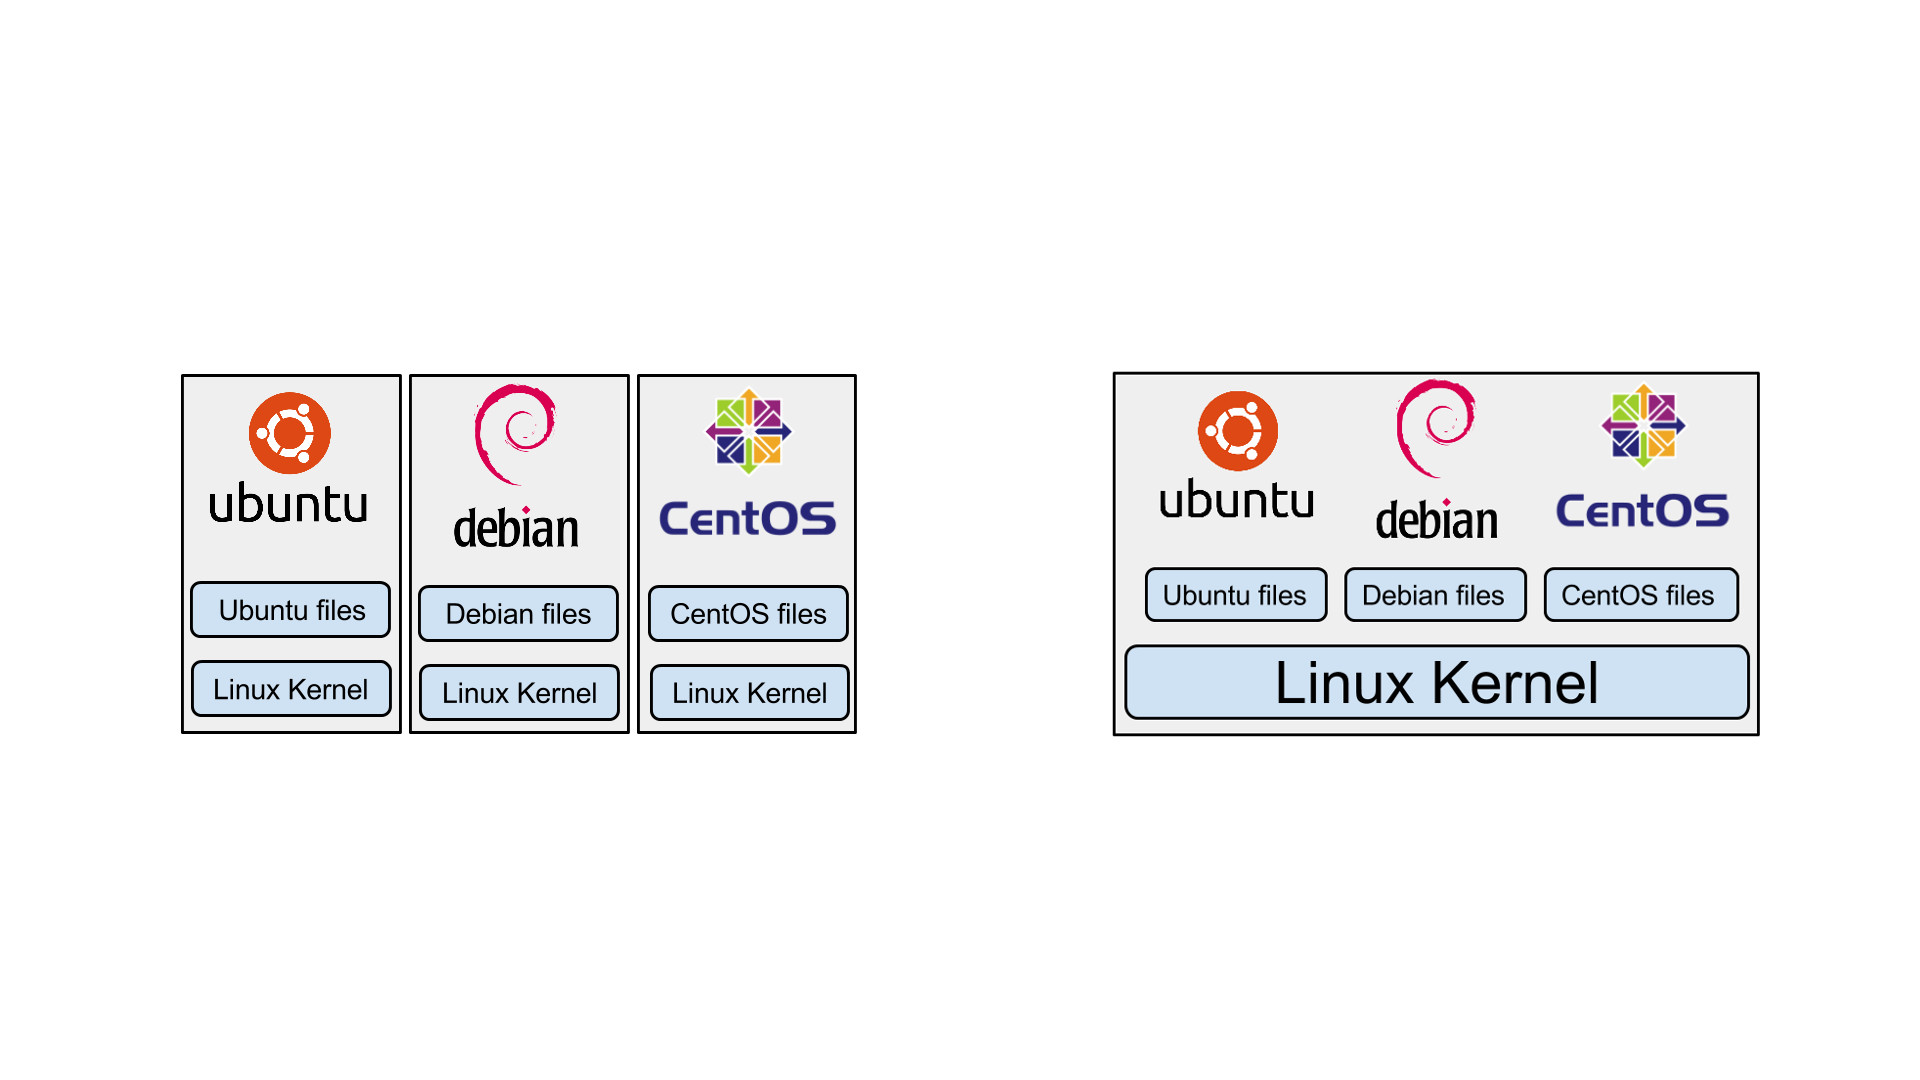 ubuntu
debian
CentOS
Ubuntu files
Debian files
CentOS files
Linux Kernel
Linux Kernel
Linux Kernel
ubuntu
debian
CentOS
Ubuntu files
Debian files
CentOS files
Linux Kernel